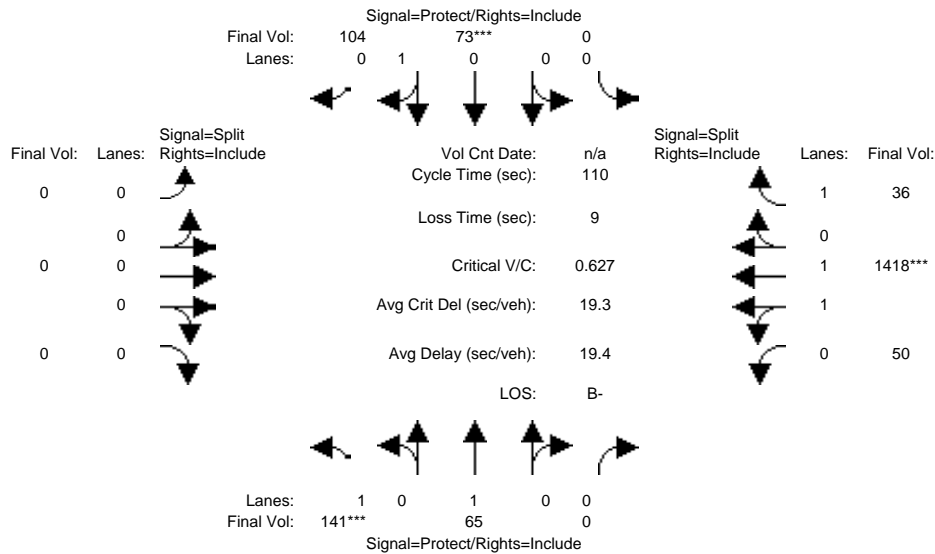 Signal=Protect/Rights=Include
Final Vol: 104 73*** 0
Lanes: 0 1 0 0 0
Signal=Split Signal=Split
Final Vol: Lanes: Rights=Include Vol Cnt Date: n/a Rights=Include Lanes: Final Vol:
Cycle Time (sec): 110
0 0 1 36
Loss Time (sec): 9
0 0
0 0 Critical V/C: 0.627 1 1418***
0 Avg Crit Del (sec/veh): 19.3 1
0 0 Avg Delay (sec/veh): 19.4 0 50
LOS: B-
Lanes: 1 0 1 0 0
Final Vol: 141*** 65 0
Signal=Protect/Rights=Include